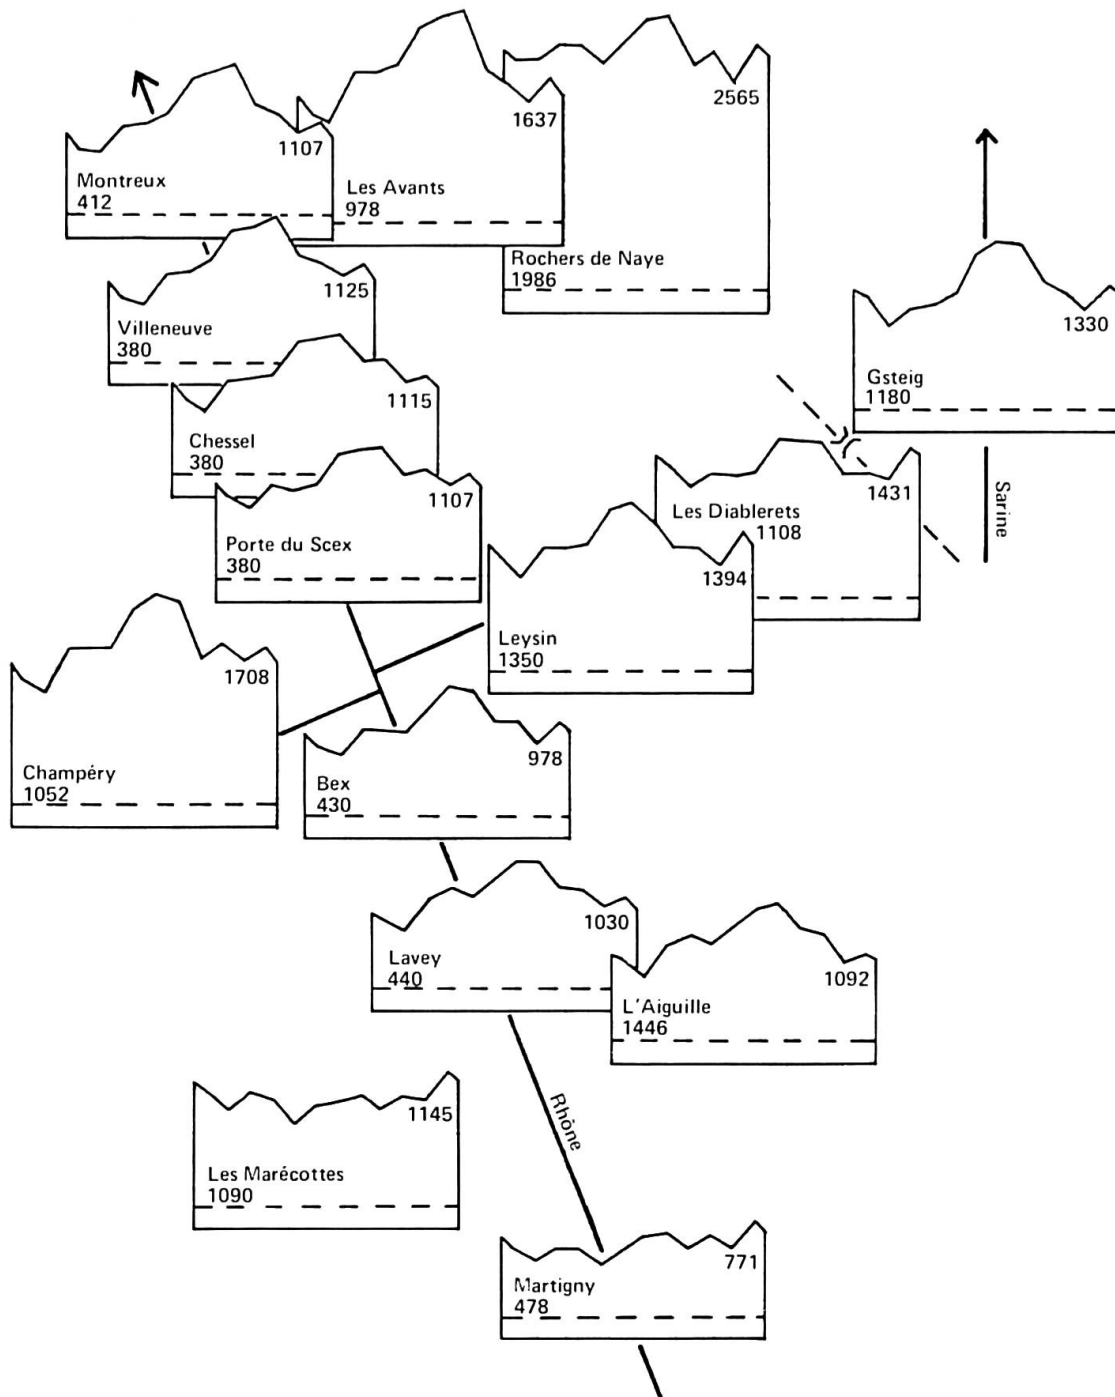 2565
1637
1107
Montreux
412
Les Avants
978
Rochers de Naye
1986
1125
Villeneuve
380
1330
Gsteig
1180
1115
Chessel
380
1107
Porte du Scex
380
1431
Les Diablerets
1108
Sarine
1394
Leysin
1350
1708
Champéry
1052
978
Bex
430
1030
Lavey
440
1092
L'Aiguille
1446
1145
Les Marécottes
1090
Rhône
771
Martigny
478